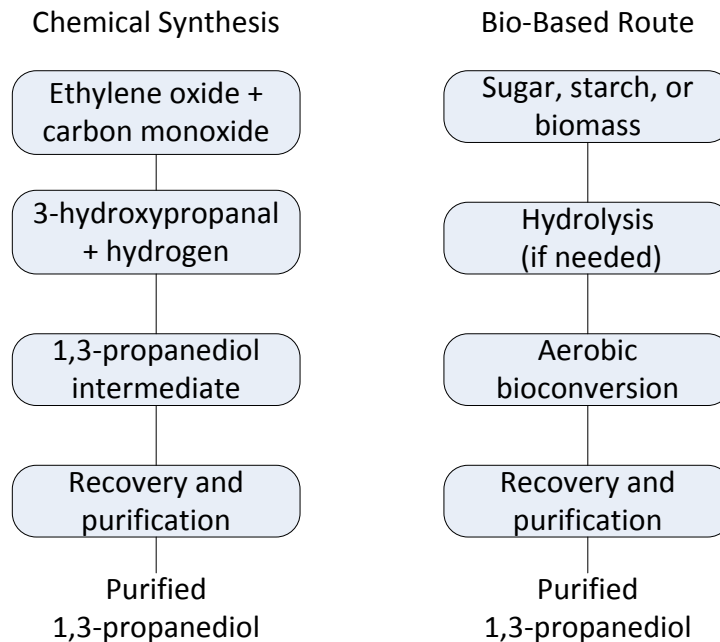 Chemical Synthesis
Ethylene oxide +
carbon monoxide
3-hydroxypropanal
+ hydrogen
1,3-propanediol
intermediate
Recovery and
purification
Purified
1,3-propanediol
Bio-Based Route
Sugar, starch, or
biomass
Hydrolysis
(if needed)
Aerobic
bioconversion
Recovery and
purification
Purified
1,3-propanediol